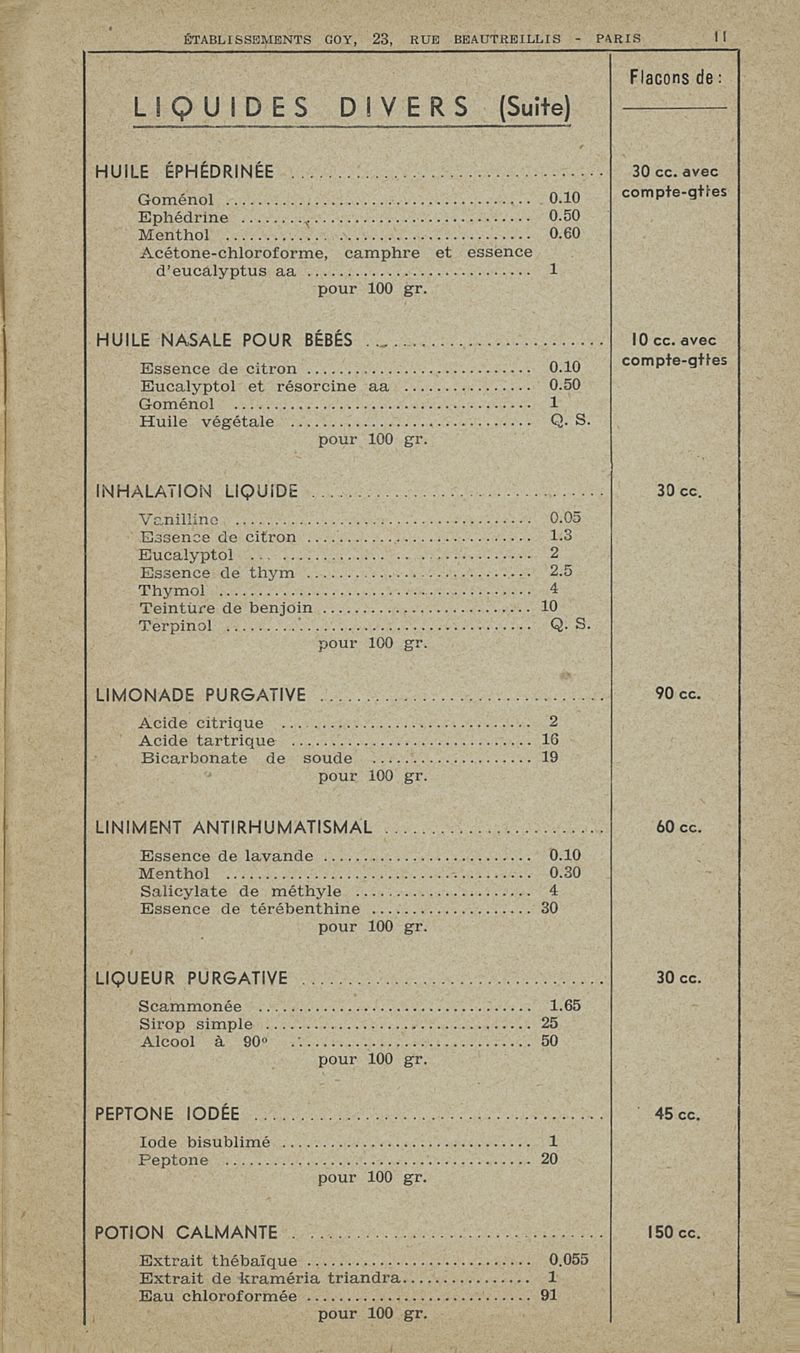 ÉTABLISSEMENTS GOY, 23, RUE BEAUTREILLIS - PARIS 11
LIQUIDES DIVERS (Suite)
Flacons de :
HUILE ÉPHÉDRINÉE ........ 30 cc. avec compte-gttes
Goménol ........ 0.10
Ephédrine ........ 0.50
Menthol ........ 0.60
Acétone-chloroforme, camphre et essence
d'eucalyptus aa ........ 1
pour 100 gr.
HUILE NASALE POUR BÉBÉS ........ 10 cc. avec compte-gttes
Essence de citron ........ 0.10
Eucalyptol et résorcine aa ........ 0.50
Goménol ........ 1
Huile végétale ........ Q. S.
pour 100 gr.
INHALATION LIQUIDE ........ 30 cc.
Vanilline ........ 0.05
Essence de citron ........ 1.3
Eucalyptol ........ 2
Essence de thym ........ 2.5
Thymol ........ 4
Teinture de benjoin ........ 10
Terpinol ........ Q. S.
pour 100 gr.
LIMONADE PURGATIVE ........ 90 cc.
Acide citrique ........ 2
Acide tartrique ........ 16
Bicarbonate de soude ........ 19
pour 100 gr.
LINIMENT ANTIRHUMATISMAL ........ 60 cc.
Essence de lavande ........ 0.10
Menthol ........ 0.30
Salicylate de méthyle ........ 4
Essence de térébenthine ........ 30
pour 100 gr.
LIQUEUR PURGATIVE ........ 30 cc.
Scammonée ........ 1.65
Sirop simple ........ 25
Alcool à 90° ........ 50
pour 100 gr.
PEPTONE IODÉE ........ 45 cc.
Iode bisublimé ........ 1
Peptone ........ 20
pour 100 gr.
POTION CALMANTE ........ 150 cc.
Extrait thébaïque ........ 0.055
Extrait de kraméria triandra ........ 1
Eau chloroformée ........ 91
pour 100 gr.